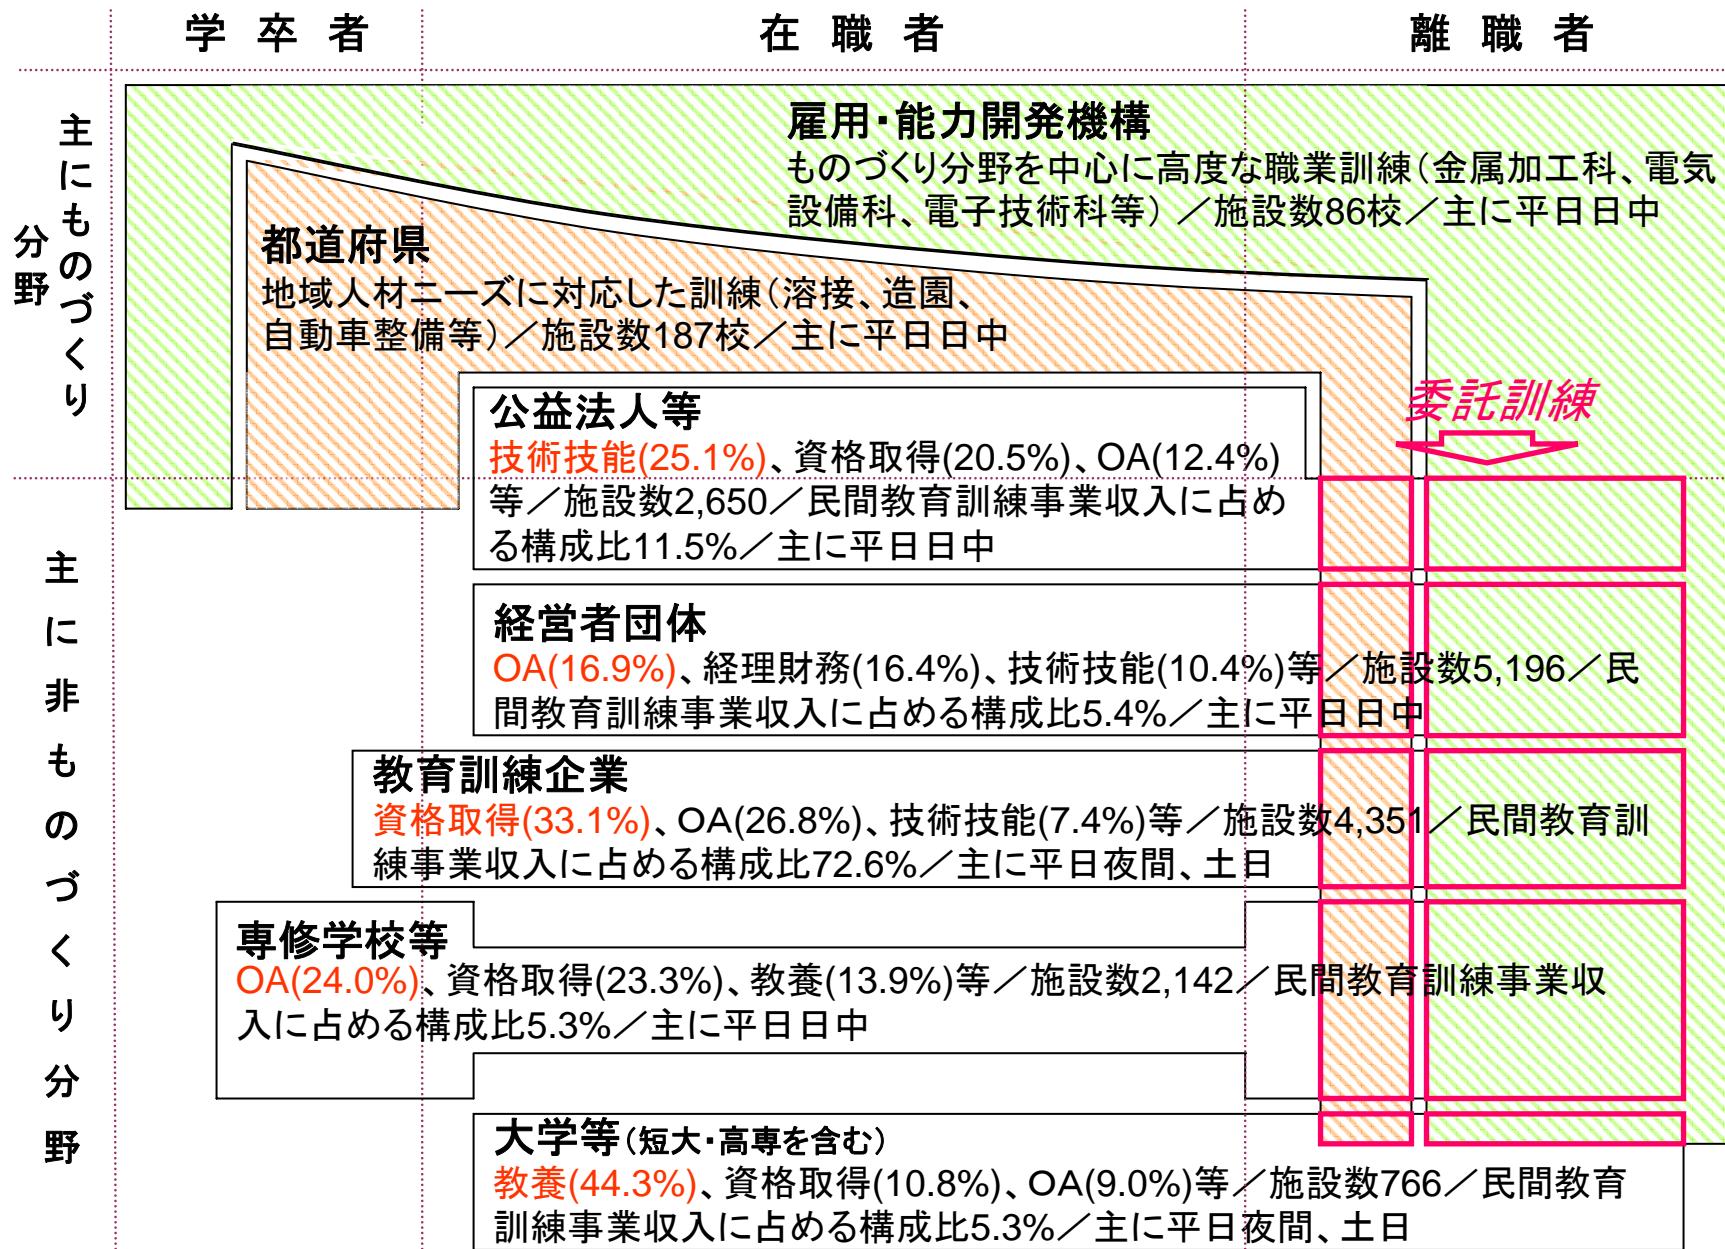 学卒者
在職者
離職者
主にものづくり
分野
雇用・能力開発機構
ものづくり分野を中心に高度な職業訓練（金属加工科、電気
設備科、電子技術科等）／施設数86校／主に平日日中
都道府県
地域人材ニーズに対応した訓練（溶接、造園、
自動車整備等）／施設数187校／主に平日日中
委託訓練
公益法人等
技術技能(25.1%)、資格取得(20.5%)、OA(12.4%)
等／施設数2,650／民間教育訓練事業収入に占め
る構成比11.5%／主に平日日中
主に非ものづくり分野
経営者団体
OA(16.9%)、経理財務(16.4%)、技術技能(10.4%)等／施設数5,196／民
間教育訓練事業収入に占める構成比5.4%／主に平日日中
教育訓練企業
資格取得(33.1%)、OA(26.8%)、技術技能(7.4%)等／施設数4,351／民間教育訓
練事業収入に占める構成比72.6%／主に平日夜間、土日
専修学校等
OA(24.0%)、資格取得(23.3%)、教養(13.9%)等／施設数2,142／民間教育訓練事業収
入に占める構成比5.3%／主に平日日中
大学等（短大・高専を含む）
教養(44.3%)、資格取得(10.8%)、OA(9.0%)等／施設数766／民間教育
訓練事業収入に占める構成比5.3%／主に平日夜間、土日